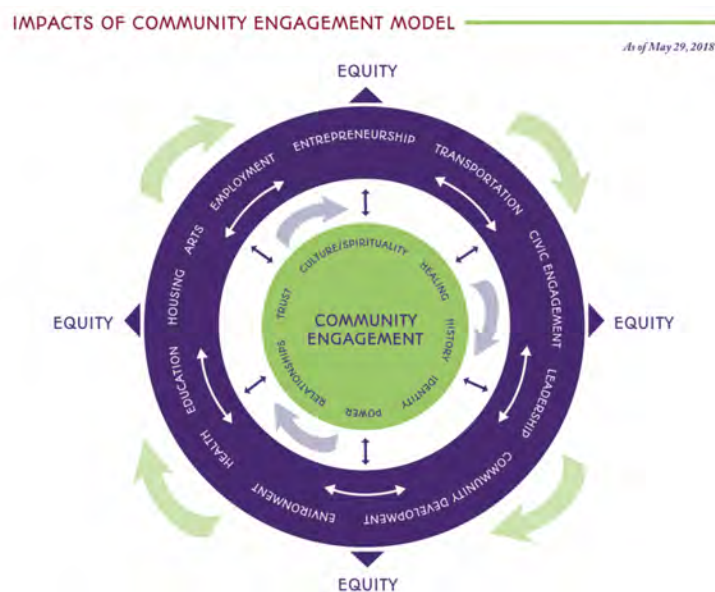 IMPACTS OF COMMUNITY ENGAGEMENT MODEL
As of May 29, 2018
EQUITY
ENTREPRENEURSHIP
TRANSPORTATION
CIVIC ENGAGEMENT
LEADERSHIP
COMMUNITY DEVELOPMENT
ENVIRONMENT
HEALTH
EDUCATION
HOUSING
ARTS
EMPLOYMENT
CULTURE/SPIRITUALITY
HEALING
HISTORY
IDENTITY
POWER
RELATIONSHIPS
TRUST
COMMUNITY
ENGAGEMENT
EQUITY
EQUITY
EQUITY